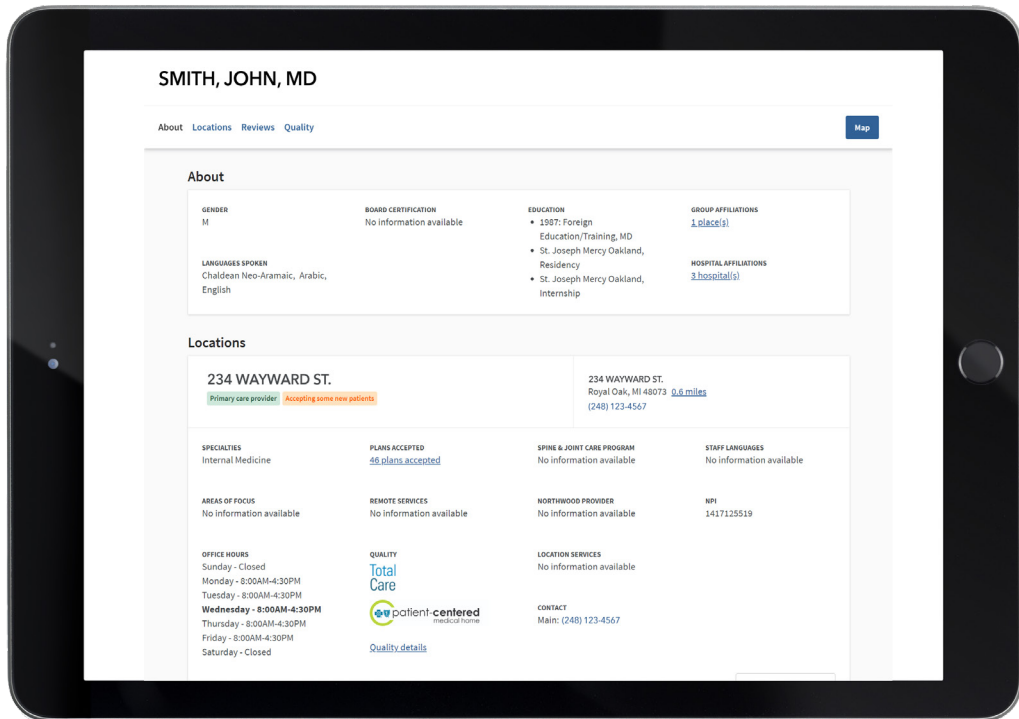 SMITH, JOHN, MD
About Locations Reviews Quality
Map
About
GENDER
M
LANGUAGES SPOKEN
Chaldean Neo-Aramaic, Arabic,
English
BOARD CERTIFICATION
No information available
EDUCATION
• 1987: Foreign
Education/Training, MD
• St. Joseph Mercy Oakland,
Residency
• St. Joseph Mercy Oakland,
Internship
GROUP AFFILIATIONS
1 place(s)
HOSPITAL AFFILIATIONS
3 hospital(s)
Locations
234 WAYWARD ST.
Primary care provider Accepting some new patients
234 WAYWARD ST.
Royal Oak, MI 48073 0.6 miles
(248) 123-4567
SPECIALTIES
Internal Medicine
PLANS ACCEPTED
46 plans accepted
SPINE & JOINT CARE PROGRAM
No information available
STAFF LANGUAGES
No information available
AREAS OF FOCUS
No information available
REMOTE SERVICES
No information available
NORTHWOOD PROVIDER
No information available
NPI
1417125519
OFFICE HOURS
Sunday - Closed
Monday - 8:00AM-4:30PM
Tuesday - 8:00AM-4:30PM
Wednesday - 8:00AM-4:30PM
Thursday - 8:00AM-4:30PM
Friday - 8:00AM-4:30PM
Saturday - Closed
QUALITY
Total
Care
patient-centered
medical home
Quality details
LOCATION SERVICES
No information available
CONTACT
Main: (248) 123-4567